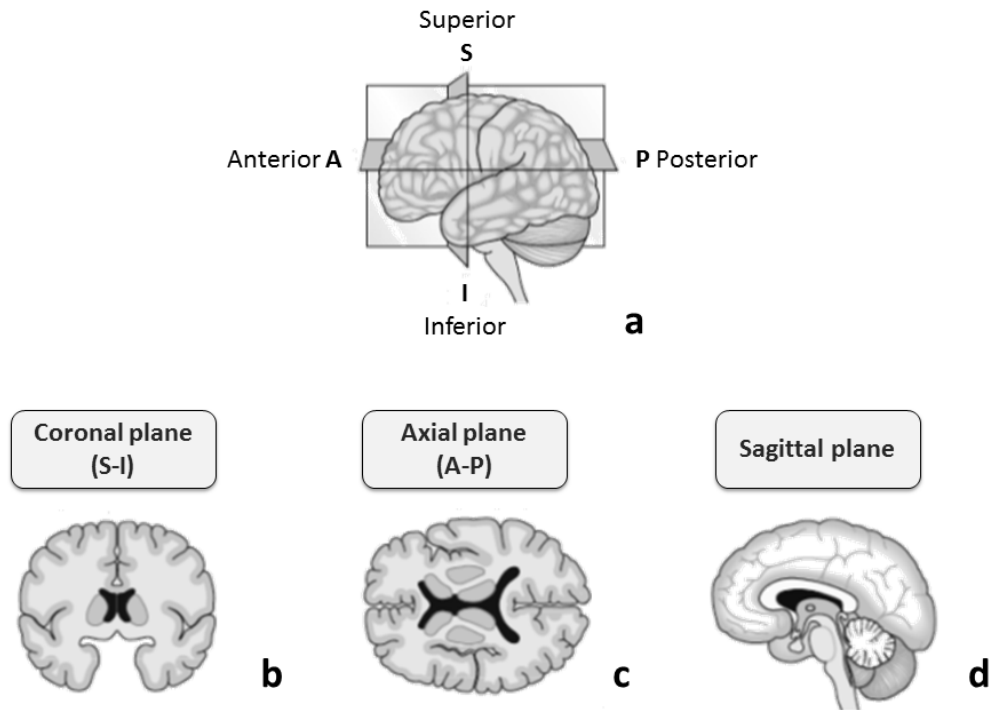 Superior
S
Anterior A
P Posterior
I
Inferior
a
Coronal plane
(S-I)
Axial plane
(A-P)
Sagittal plane
b
c
d